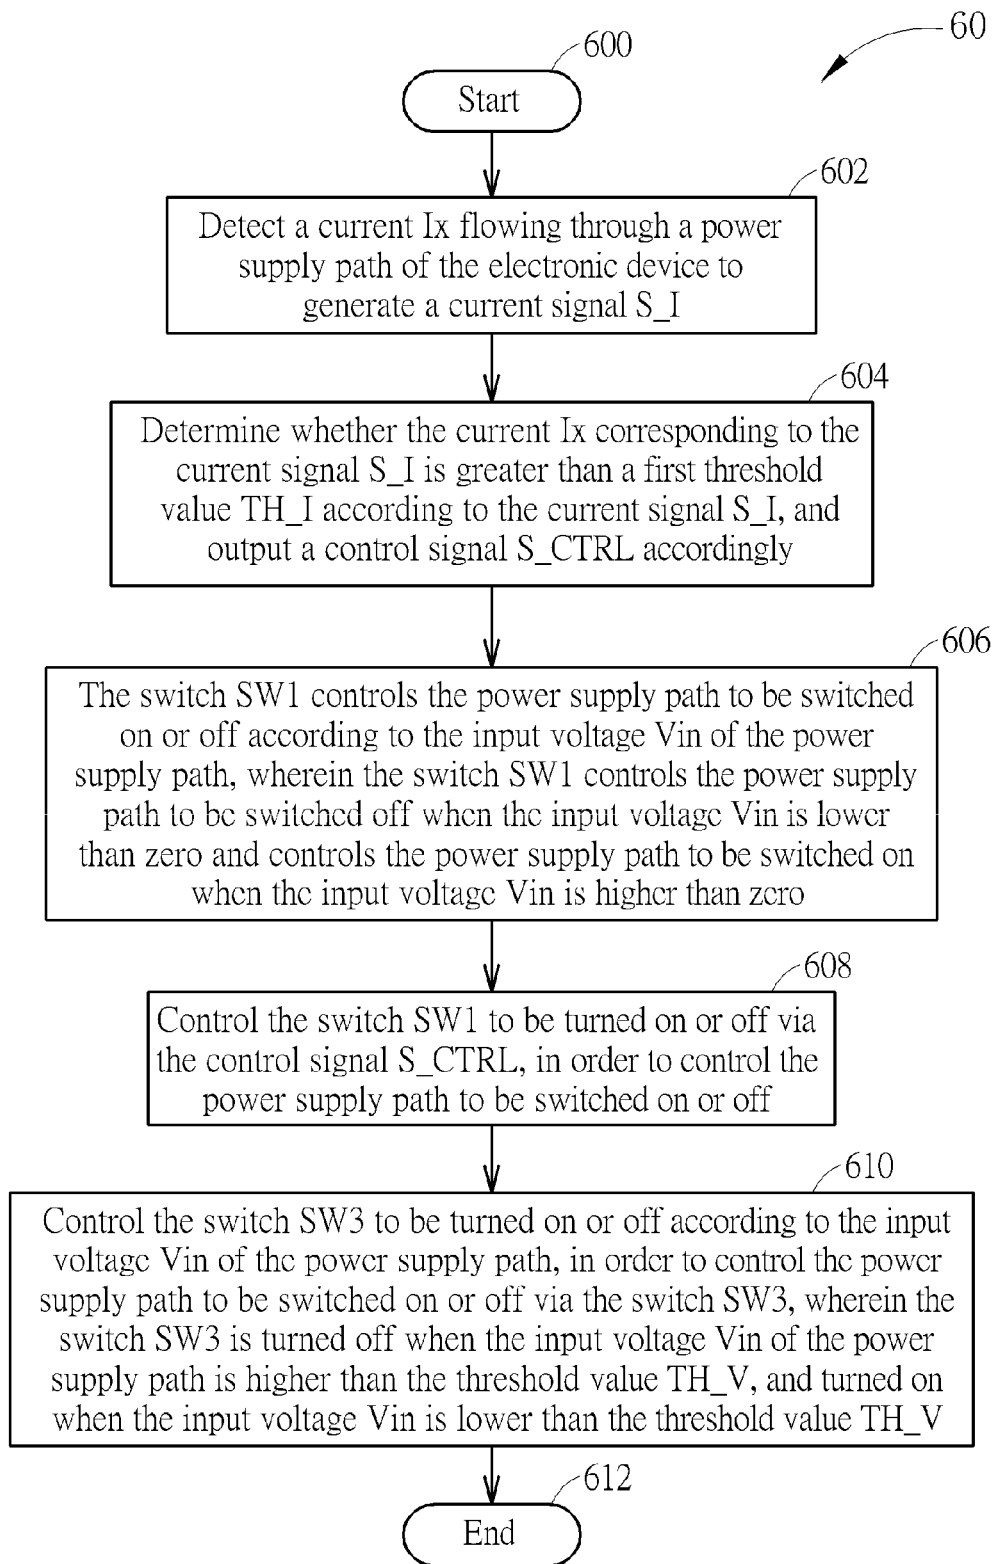 60
600
Start
602
Detect a current Ix flowing through a power
supply path of the electronic device to
generate a current signal S_I
604
Determine whether the current Ix corresponding to the
current signal S_I is greater than a first threshold
value TH_I according to the current signal S_I, and
output a control signal S_CTRL accordingly
606
The switch SW1 controls the power supply path to be switched
on or off according to the input voltage Vin of the power
supply path, wherein the switch SW1 controls the power supply
path to be switched off when the input voltage Vin is lower
than zero and controls the power supply path to be switched on
when the input voltage Vin is higher than zero
608
Control the switch SW1 to be turned on or off via
the control signal S_CTRL, in order to control the
power supply path to be switched on or off
610
Control the switch SW3 to be turned on or off according to the input
voltage Vin of the power supply path, in order to control the power
supply path to be switched on or off via the switch SW3, wherein the
switch SW3 is turned off when the input voltage Vin of the power
supply path is higher than the threshold value TH_V, and turned on
when the input voltage Vin is lower than the threshold value TH_V
612
End